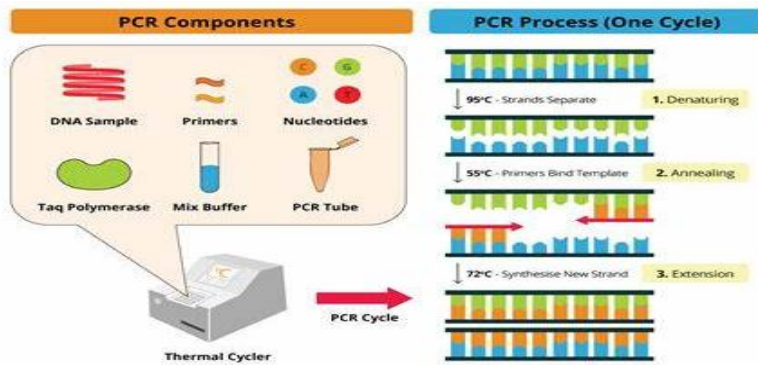 PCR Components
C
G
A
T
DNA Sample
Primers
Nucleotides
Taq Polymerase
Mix Buffer
PCR Tube
°C
Thermal Cycler
PCR Cycle
PCR Process (One Cycle)
95°C - Strands Separate
1. Denaturing
55°C - Primers Bind Template
2. Annealing
72°C - Synthesise New Strand
3. Extension